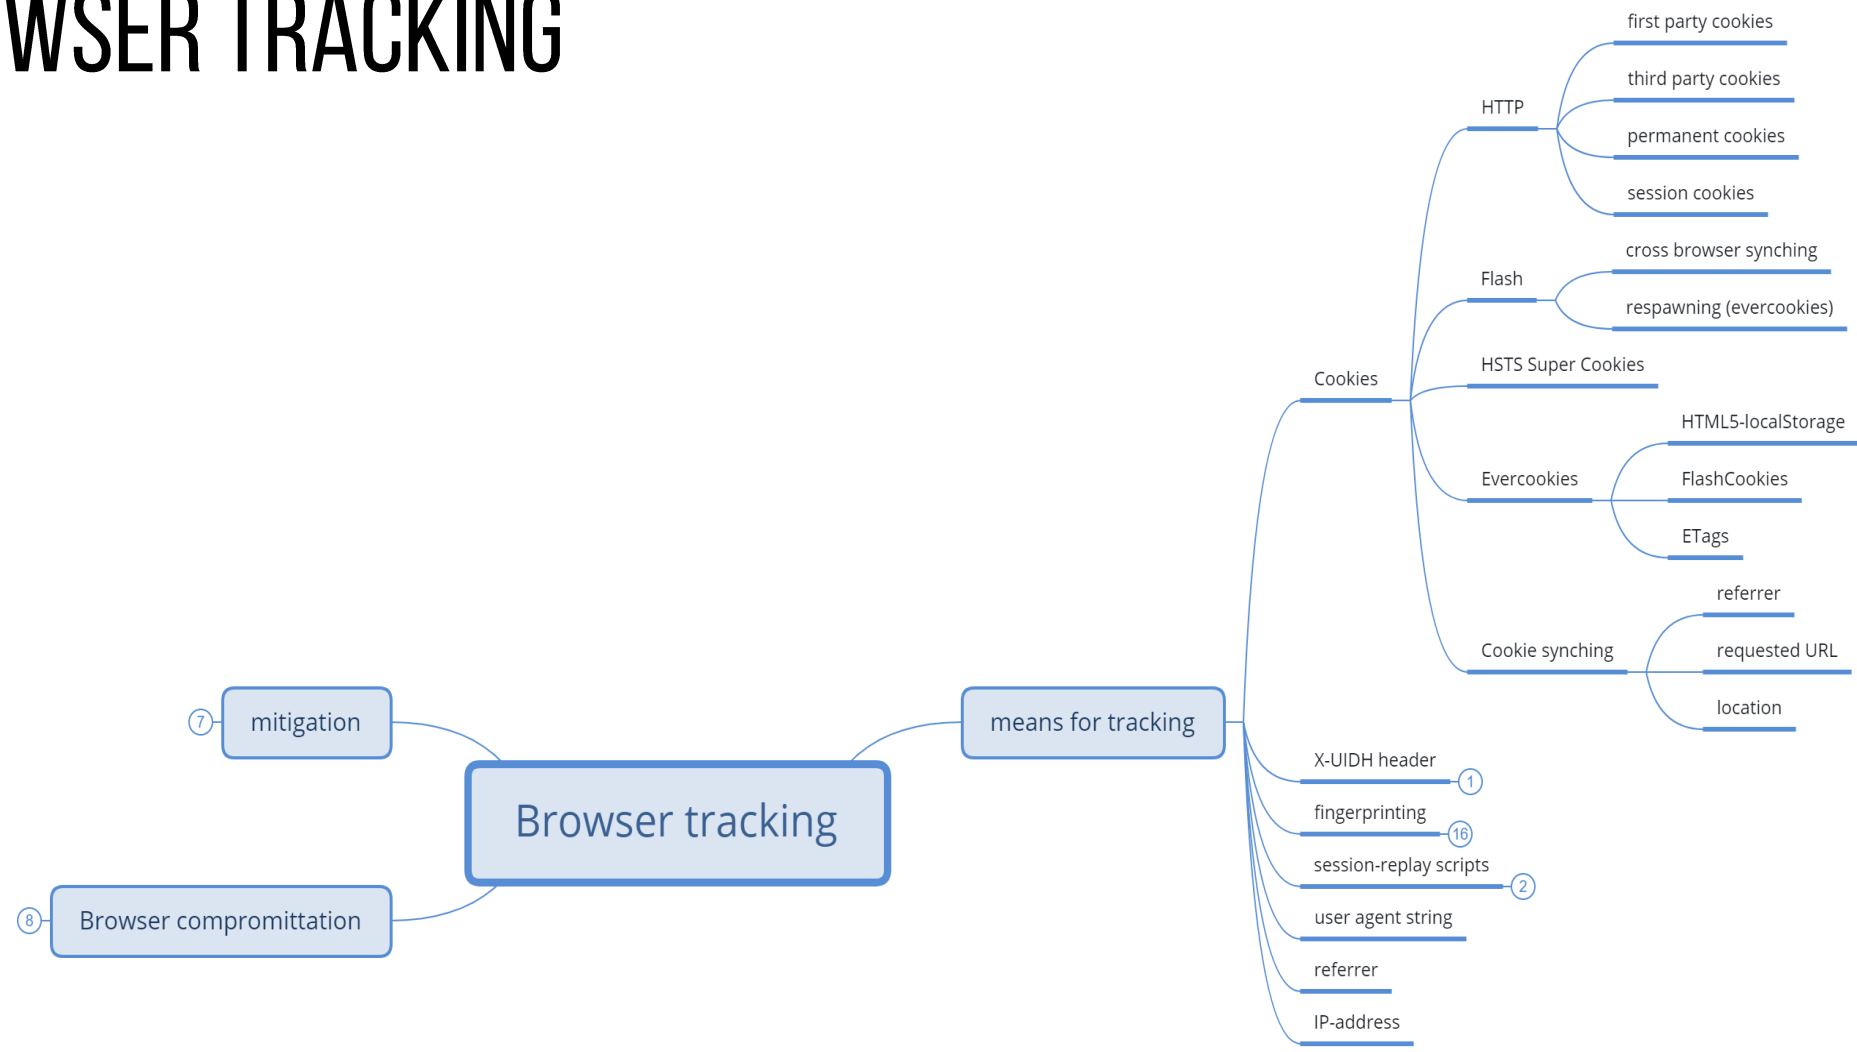 WSER TRACKING
first party cookies
third party cookies
HTTP
permanent cookies
session cookies
cross browser synching
Flash
respawning (evercookies)
HSTS Super Cookies
Cookies
HTML5-localStorage
Evercookies
FlashCookies
ETags
referrer
Cookie synching
requested URL
location
7
mitigation
means for tracking
X-UIDH header
1
Browser tracking
fingerprinting
16
session-replay scripts
2
8
Browser compromittation
user agent string
referrer
IP-address